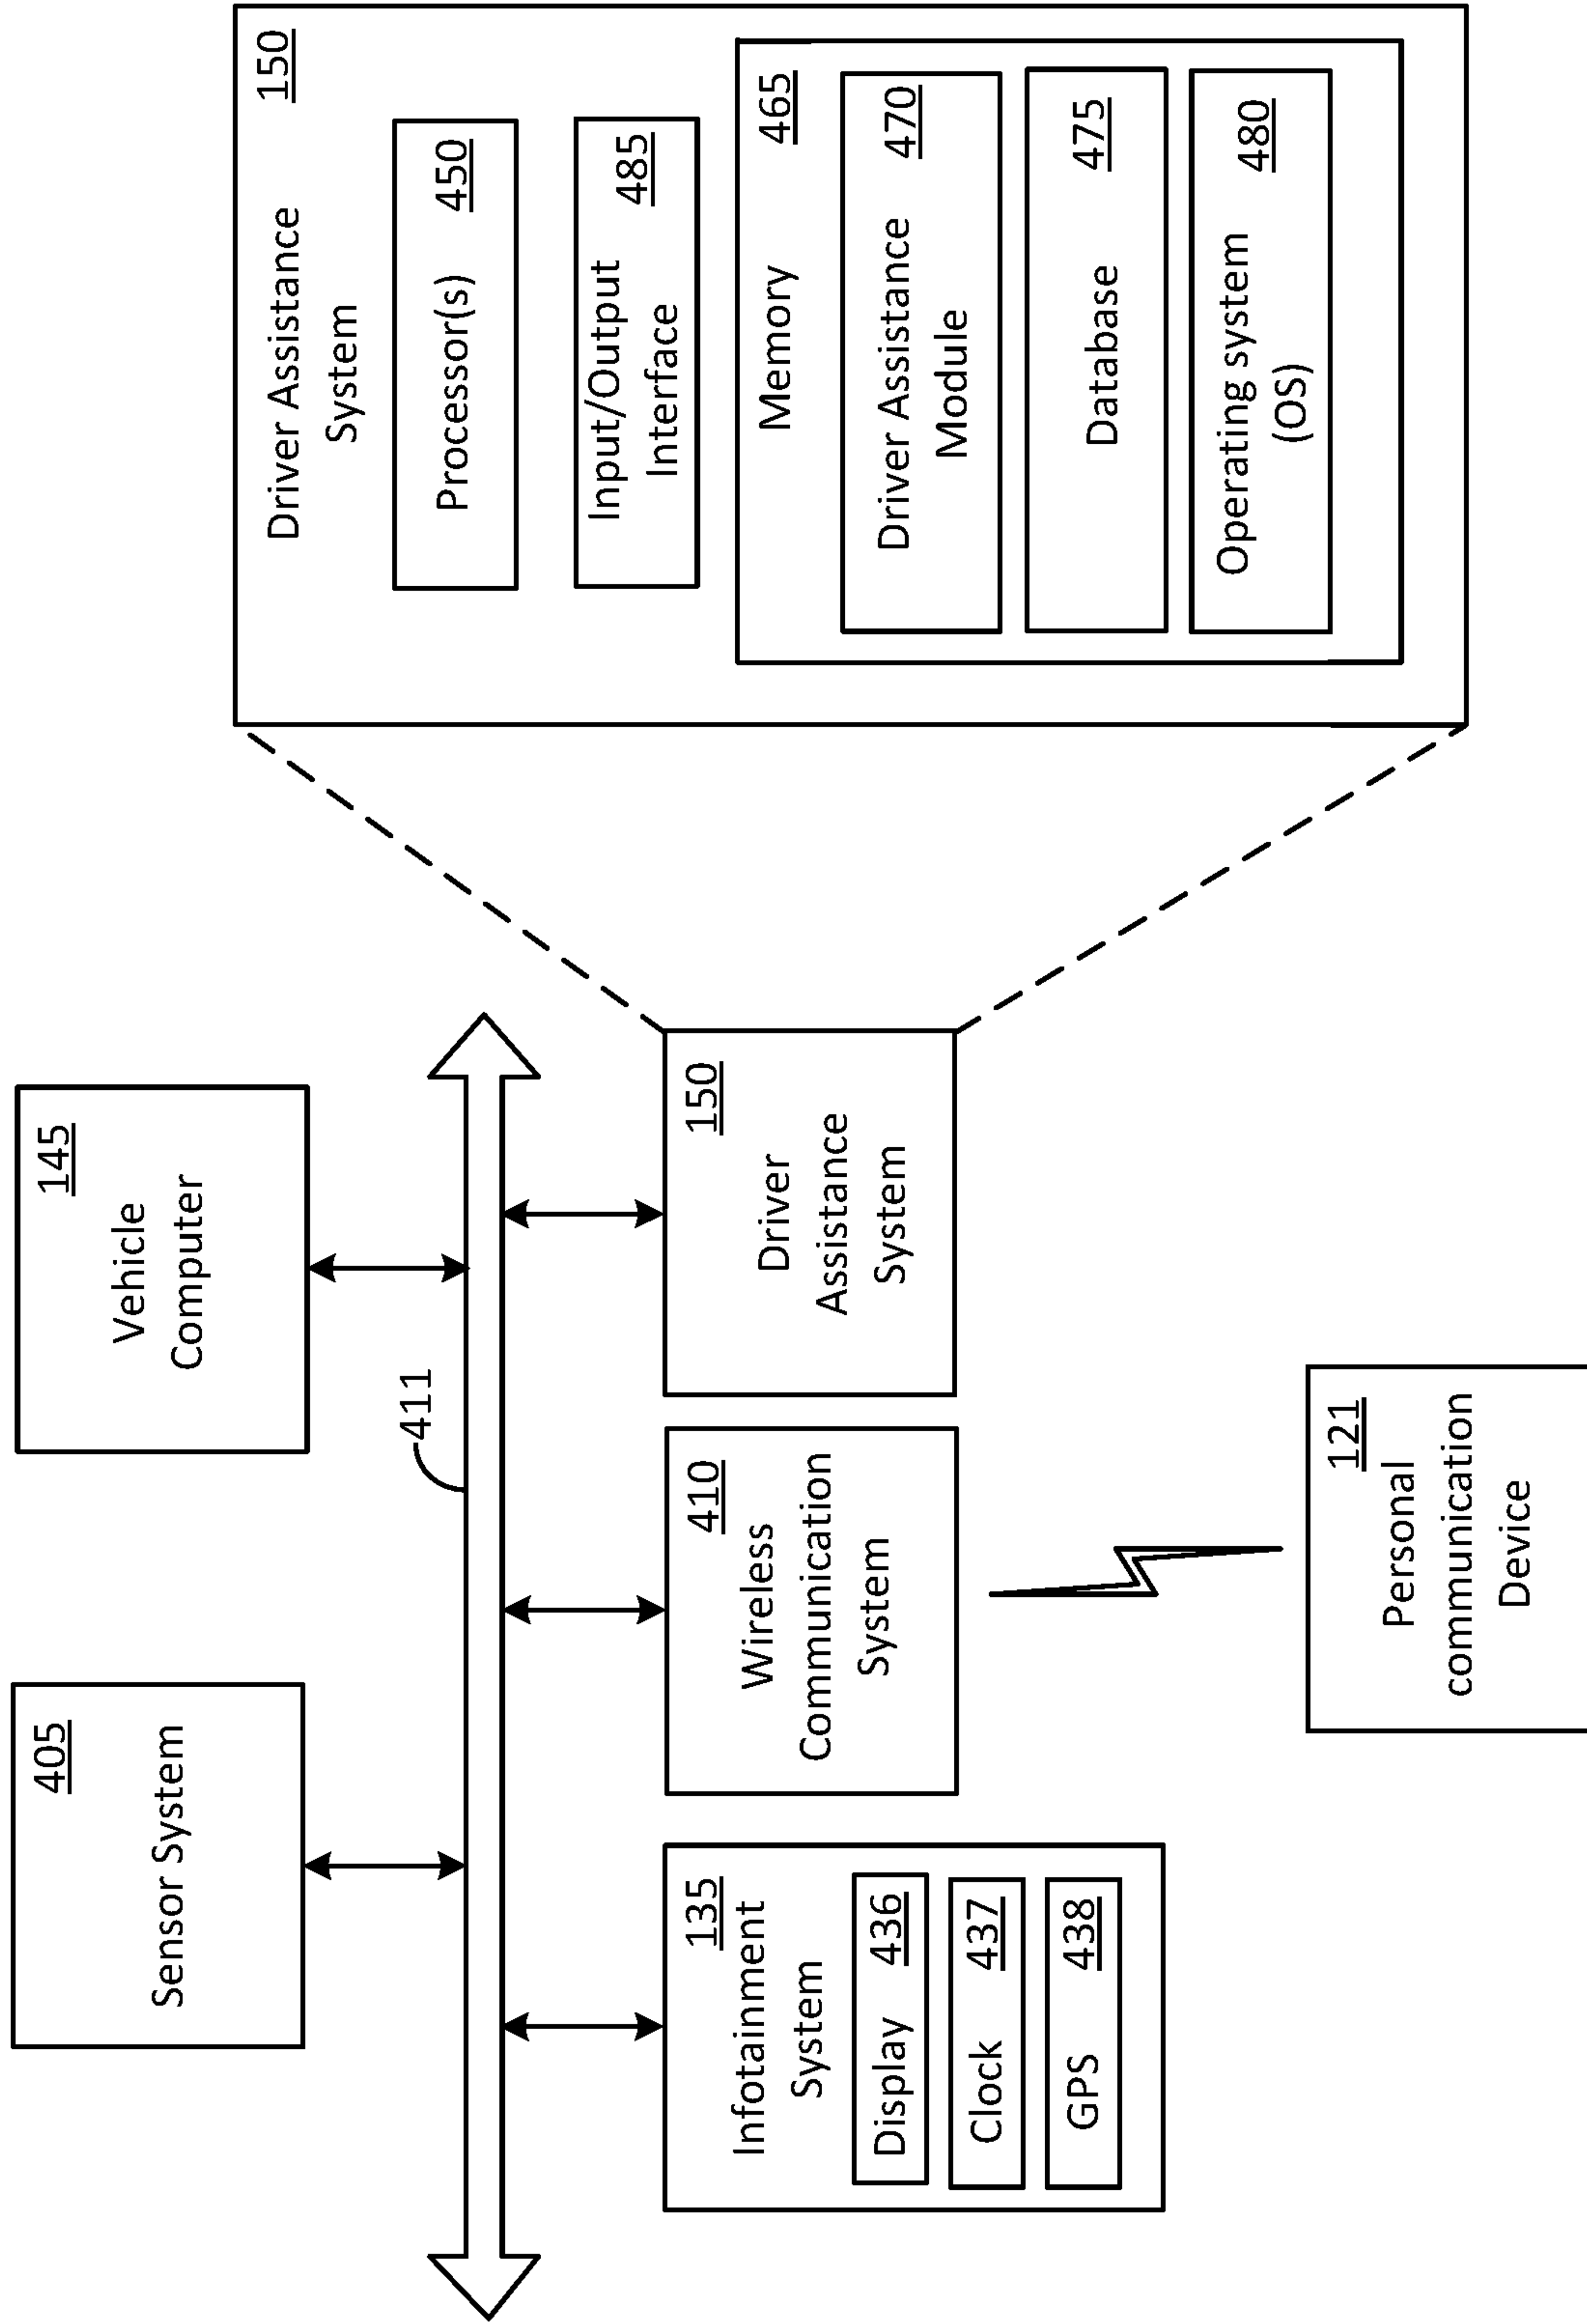 405
Sensor System
145
Vehicle
Computer
411
135
Infotainment
System
Display 436
Clock 437
GPS 438
410
Wireless
Communication
System
150
Driver
Assistance
System
121
Personal
communication
Device
Driver Assistance 150
System
Processor(s) 450
Input/Output 485
Interface
Memory 465
Driver Assistance 470
Module
Database 475
Operating system 480
(OS)